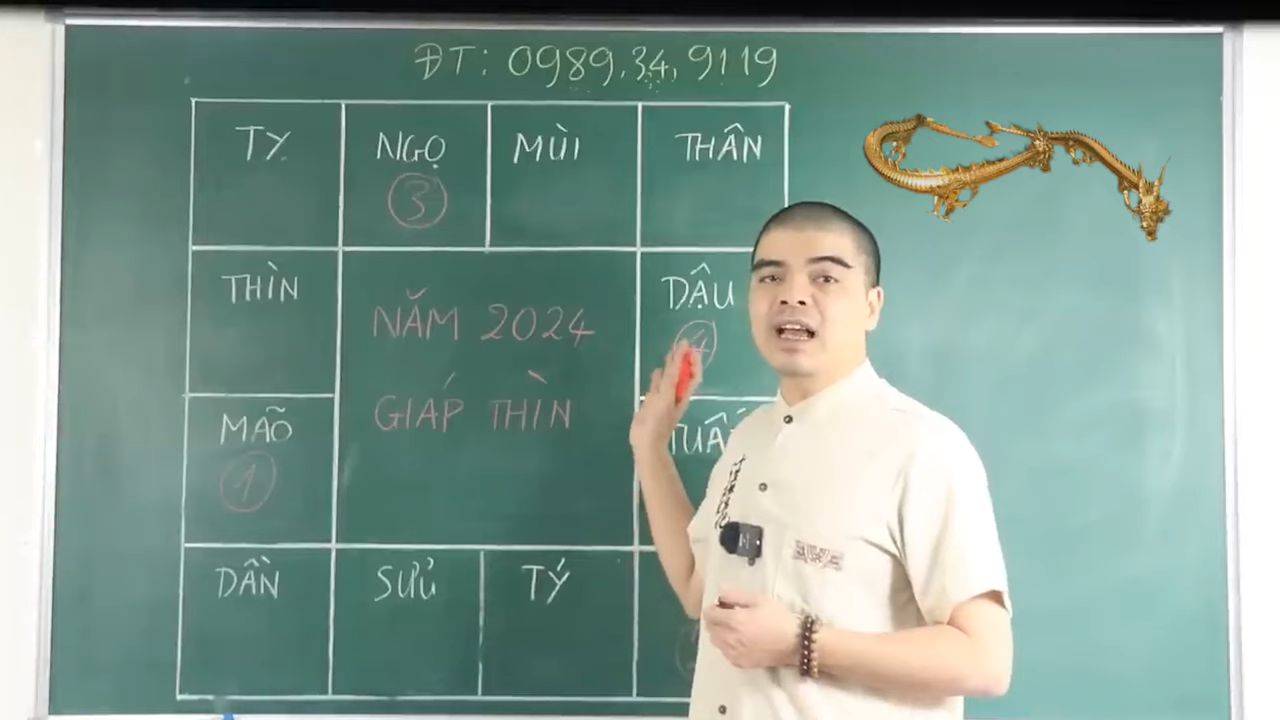 ĐT: 0989.34.9119
TỴ
NGỌ
3
MÙI
THÂN
THÌN
NĂM 2024
GIÁP THÌN
DẬU
4
MÃO
1
DẦN
SỬU
TÝ